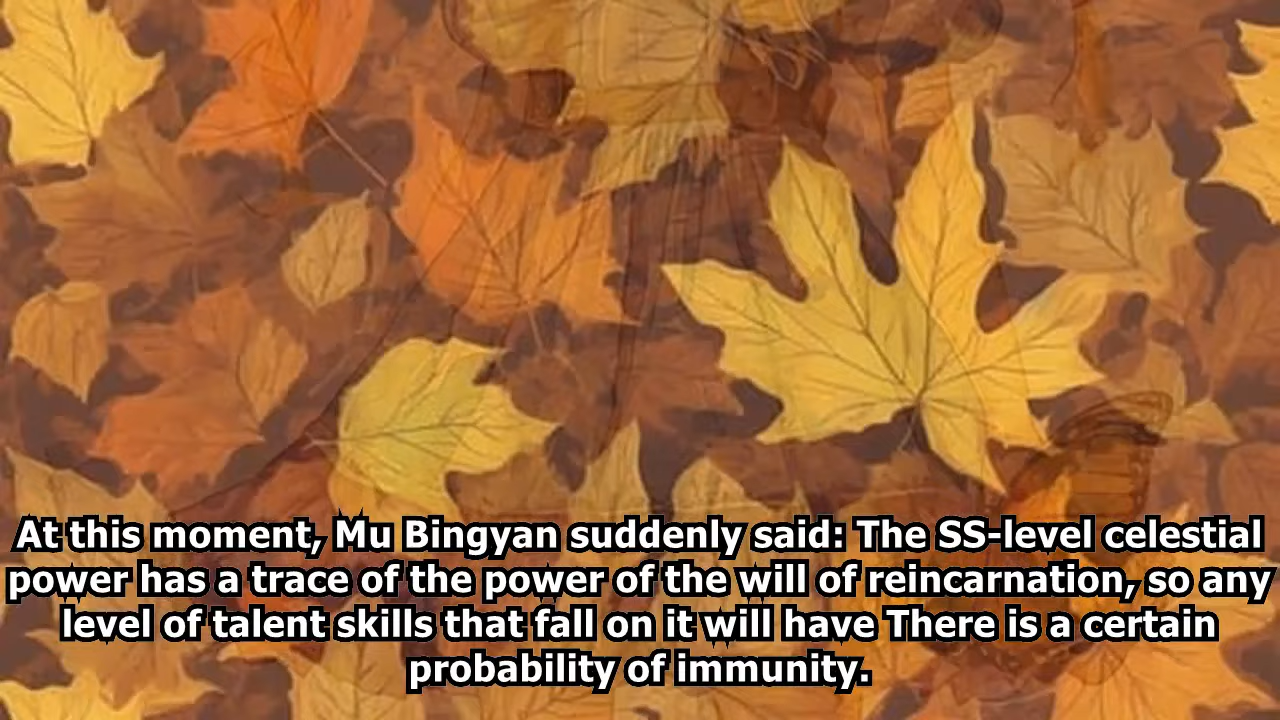 At this moment, Mu Bingyan suddenly said: The SS-level celestial
power has a trace of the power of the will of reincarnation, so any
level of talent skills that fall on it will have There is a certain
probability of immunity.